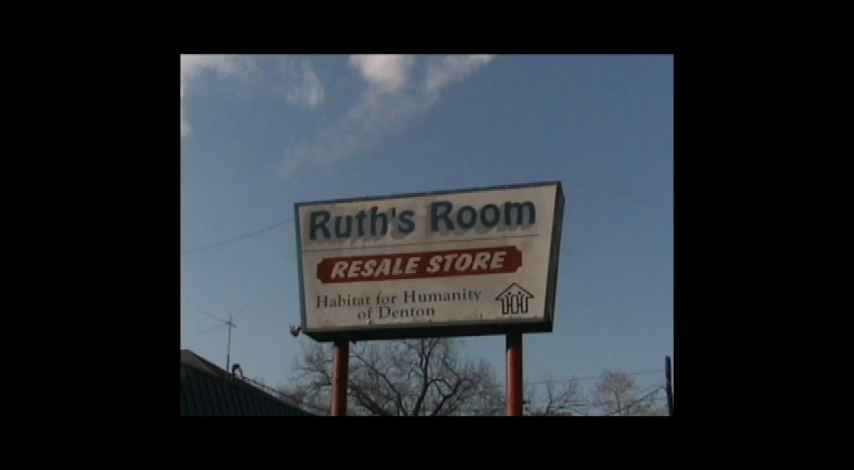 Ruth's Room
RESALE STORE
Habitat for Humanity
of Denton